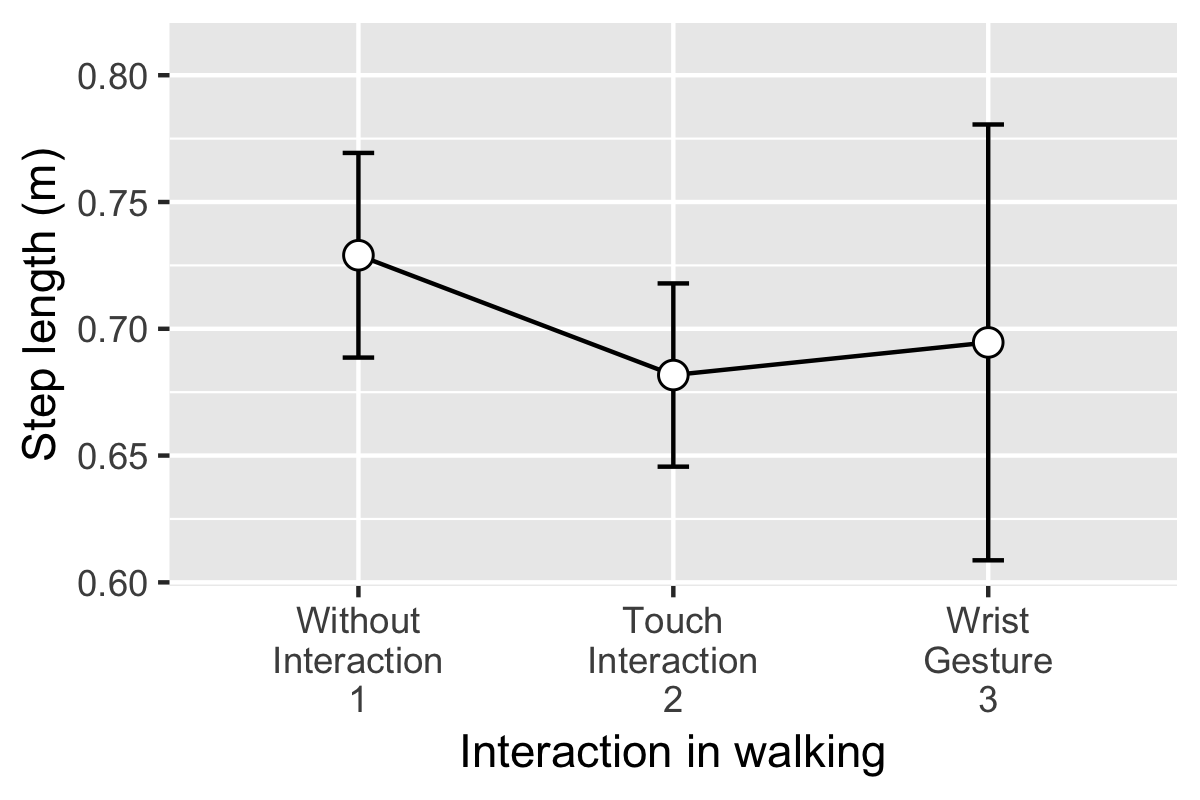 Step length (m)
0.80
0.75
0.70
0.65
0.60
Without Interaction 1
Touch Interaction 2
Wrist Gesture 3
Interaction in walking